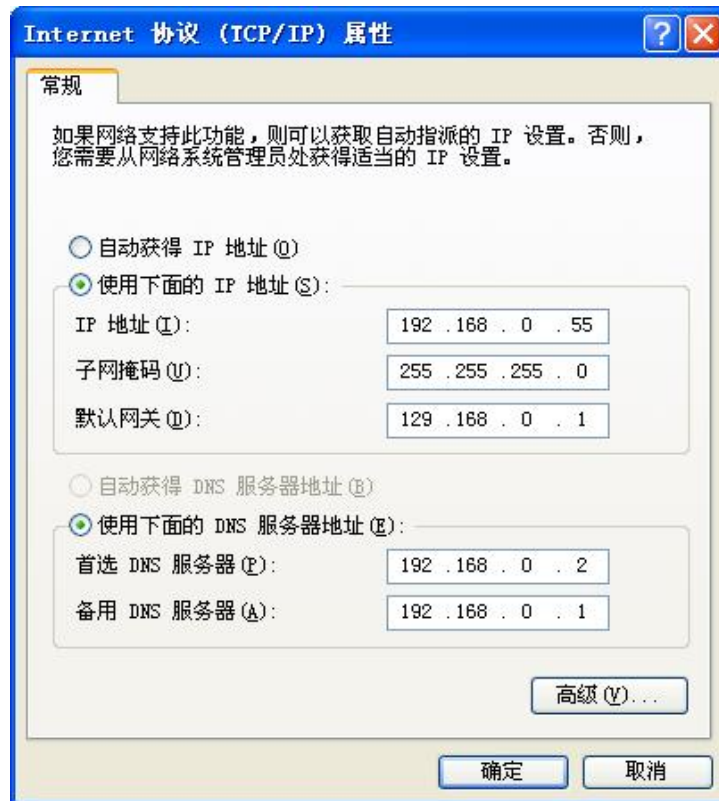 Internet 协议 (TCP/IP) 属性
常规
如果网络支持此功能，则可以获取自动指派的 IP 设置。否则，
您需要从网络系统管理员处获得适当的 IP 设置。
自动获得 IP 地址(O)
使用下面的 IP 地址(S):
IP 地址(I): 192 .168 . 0 . 55
子网掩码(U): 255 .255 .255 . 0
默认网关(D): 129 .168 . 0 . 1
自动获得 DNS 服务器地址(B)
使用下面的 DNS 服务器地址(E):
首选 DNS 服务器(P): 192 .168 . 0 . 2
备用 DNS 服务器(A): 192 .168 . 0 . 1
高级(V)...
确定 取消